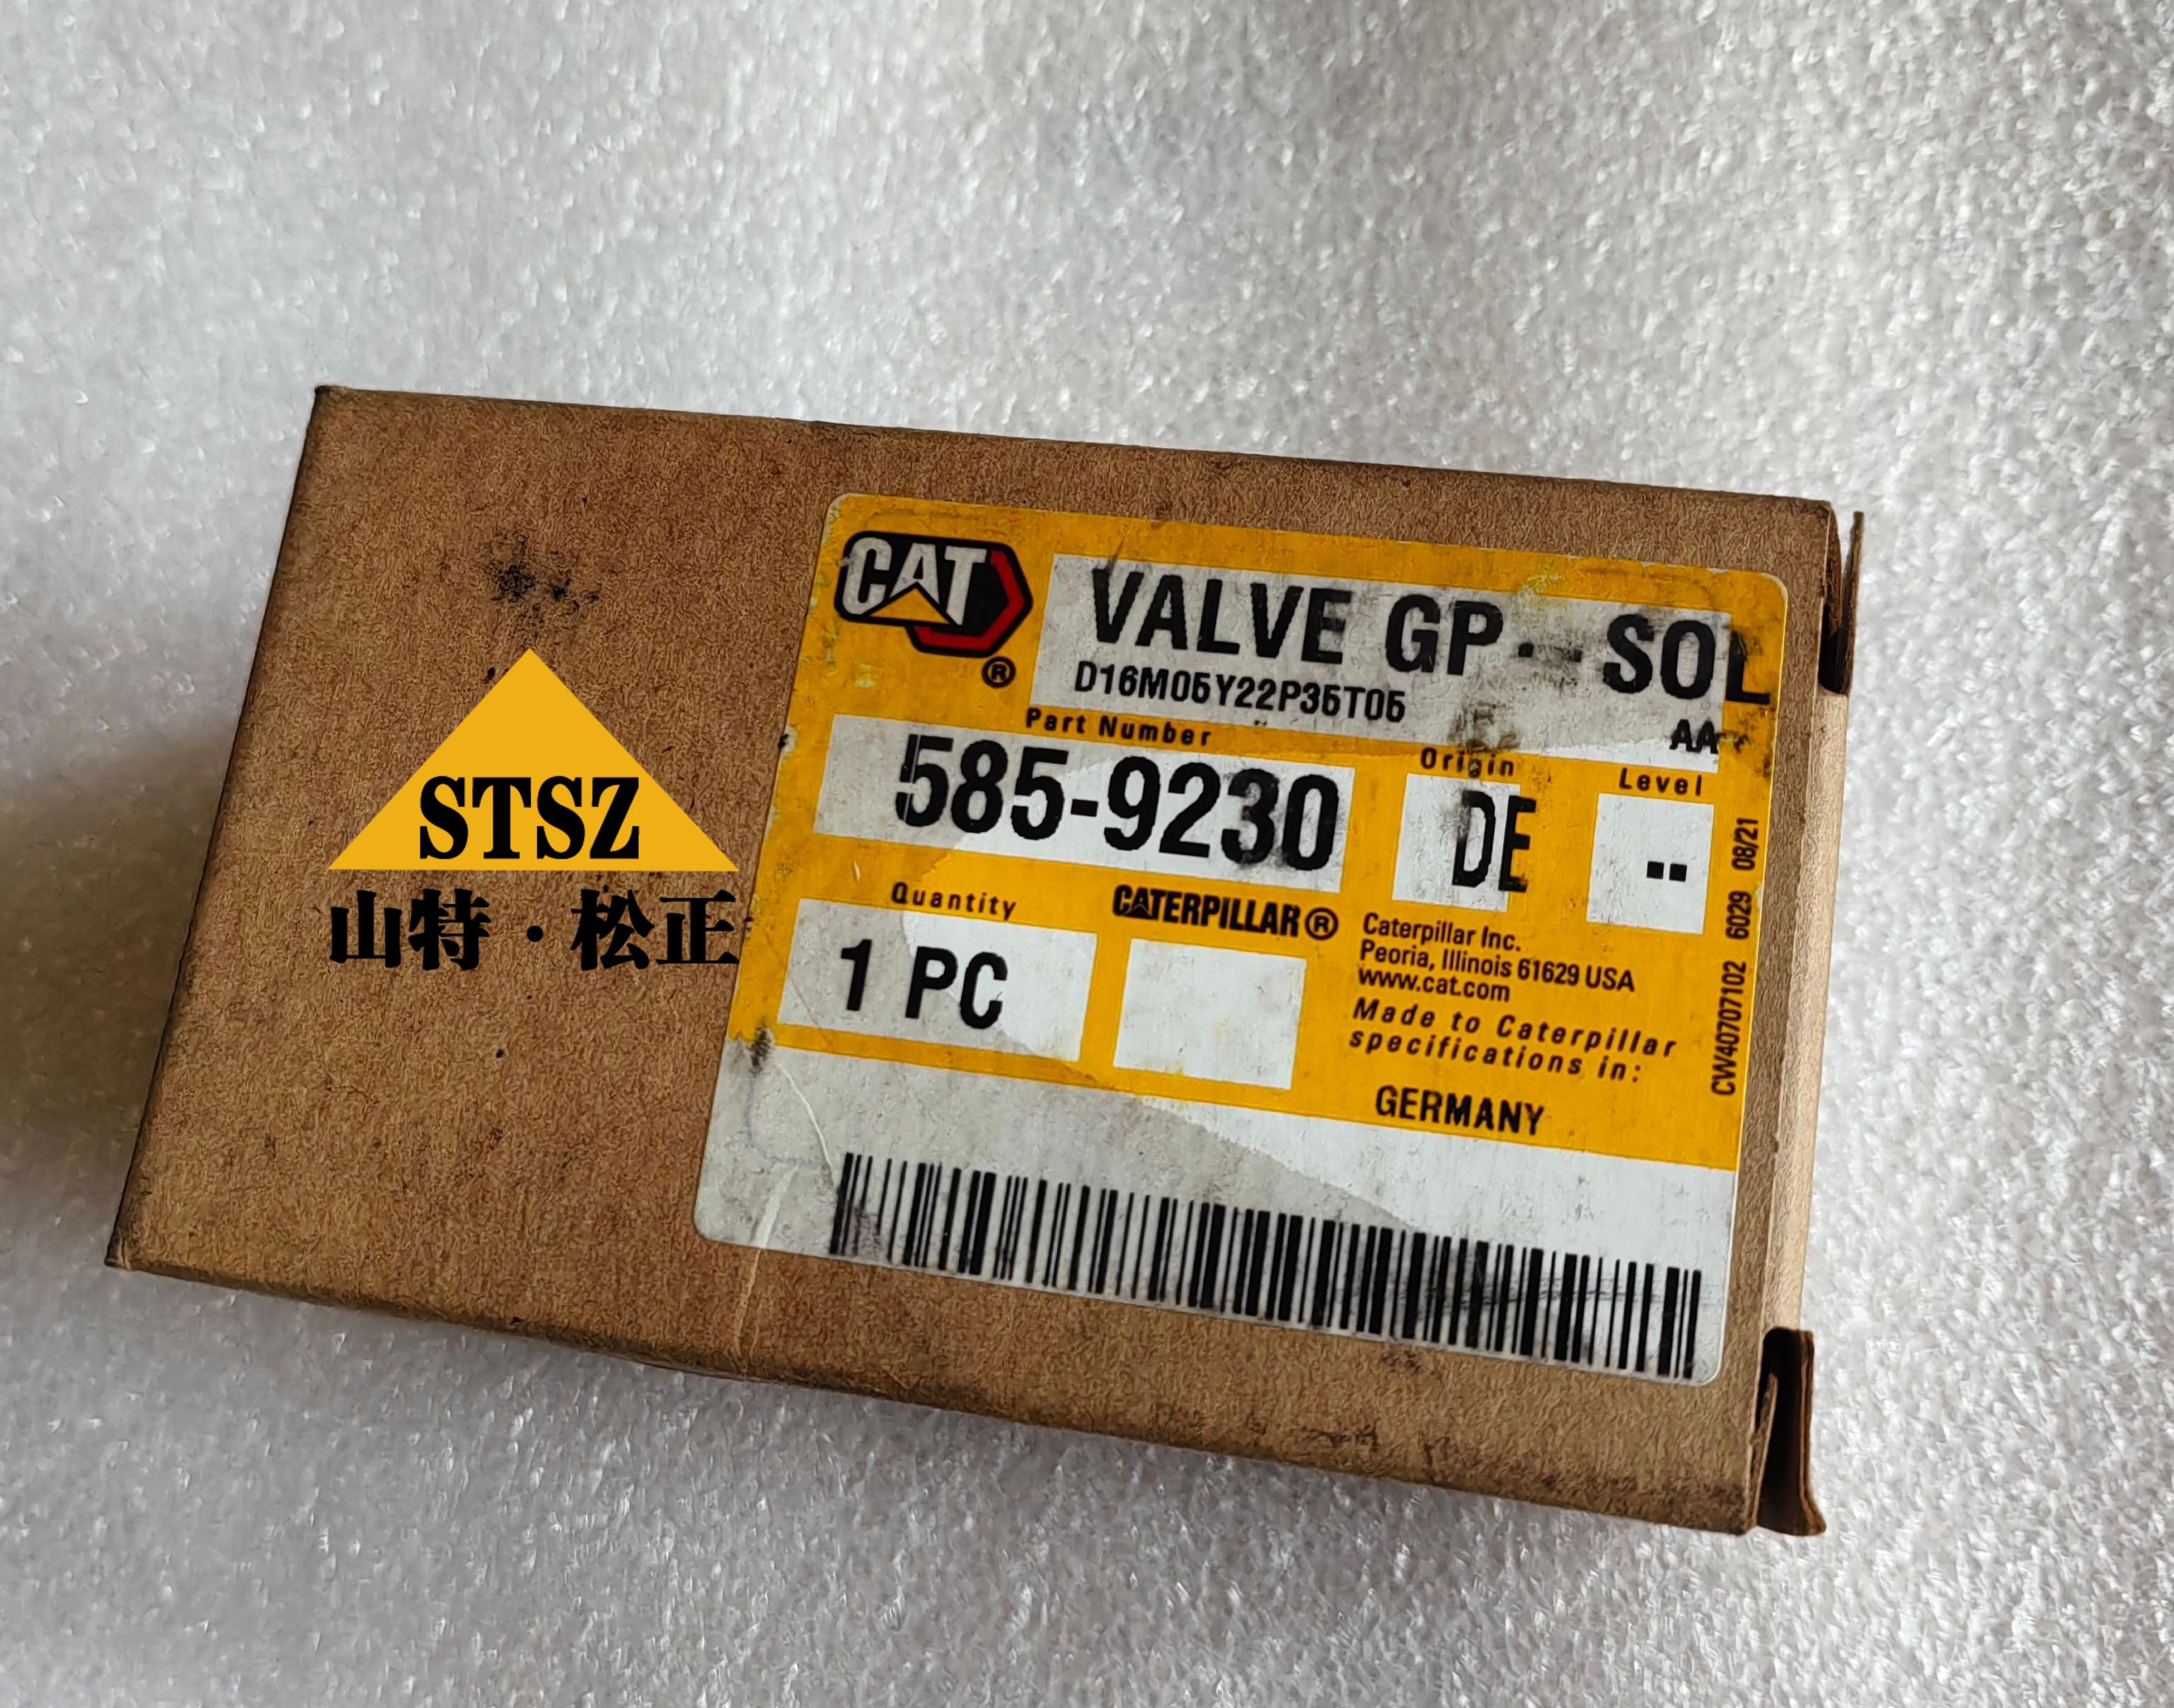 CAT
®
VALVE GP - SOL
D16M05Y22P35T05
AA
Part Number
Origin
Level
585-9230
DE
--
Quantity
CATERPILLAR®
1 PC
Caterpillar Inc.
Peoria, Illinois 61629 USA
www.cat.com
Made to Caterpillar
specifications in:
GERMANY
CW40707102 6029 08/21
STSZ
山特·松正